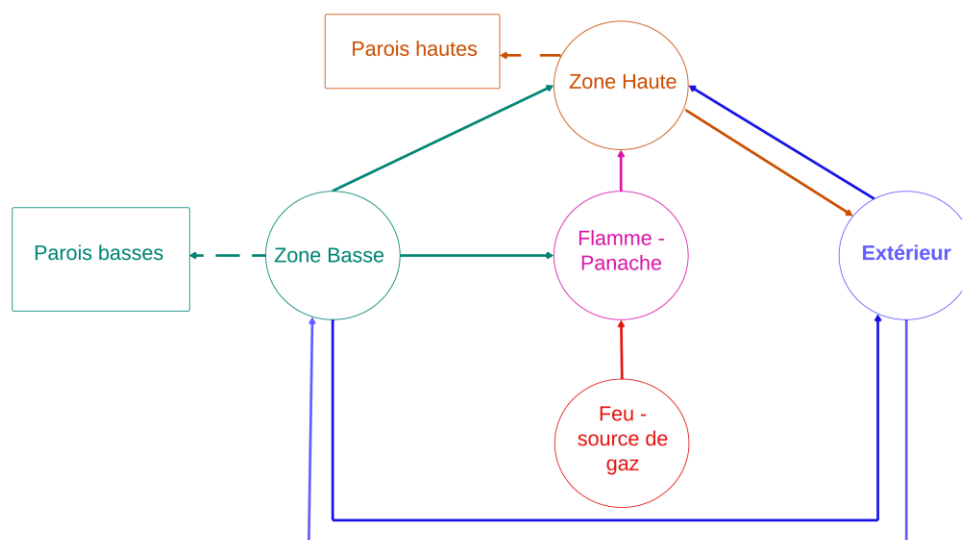 Parois hautes
Zone Haute
Parois basses
Zone Basse
Flamme -
Panache
Extérieur
Feu -
source de
gaz